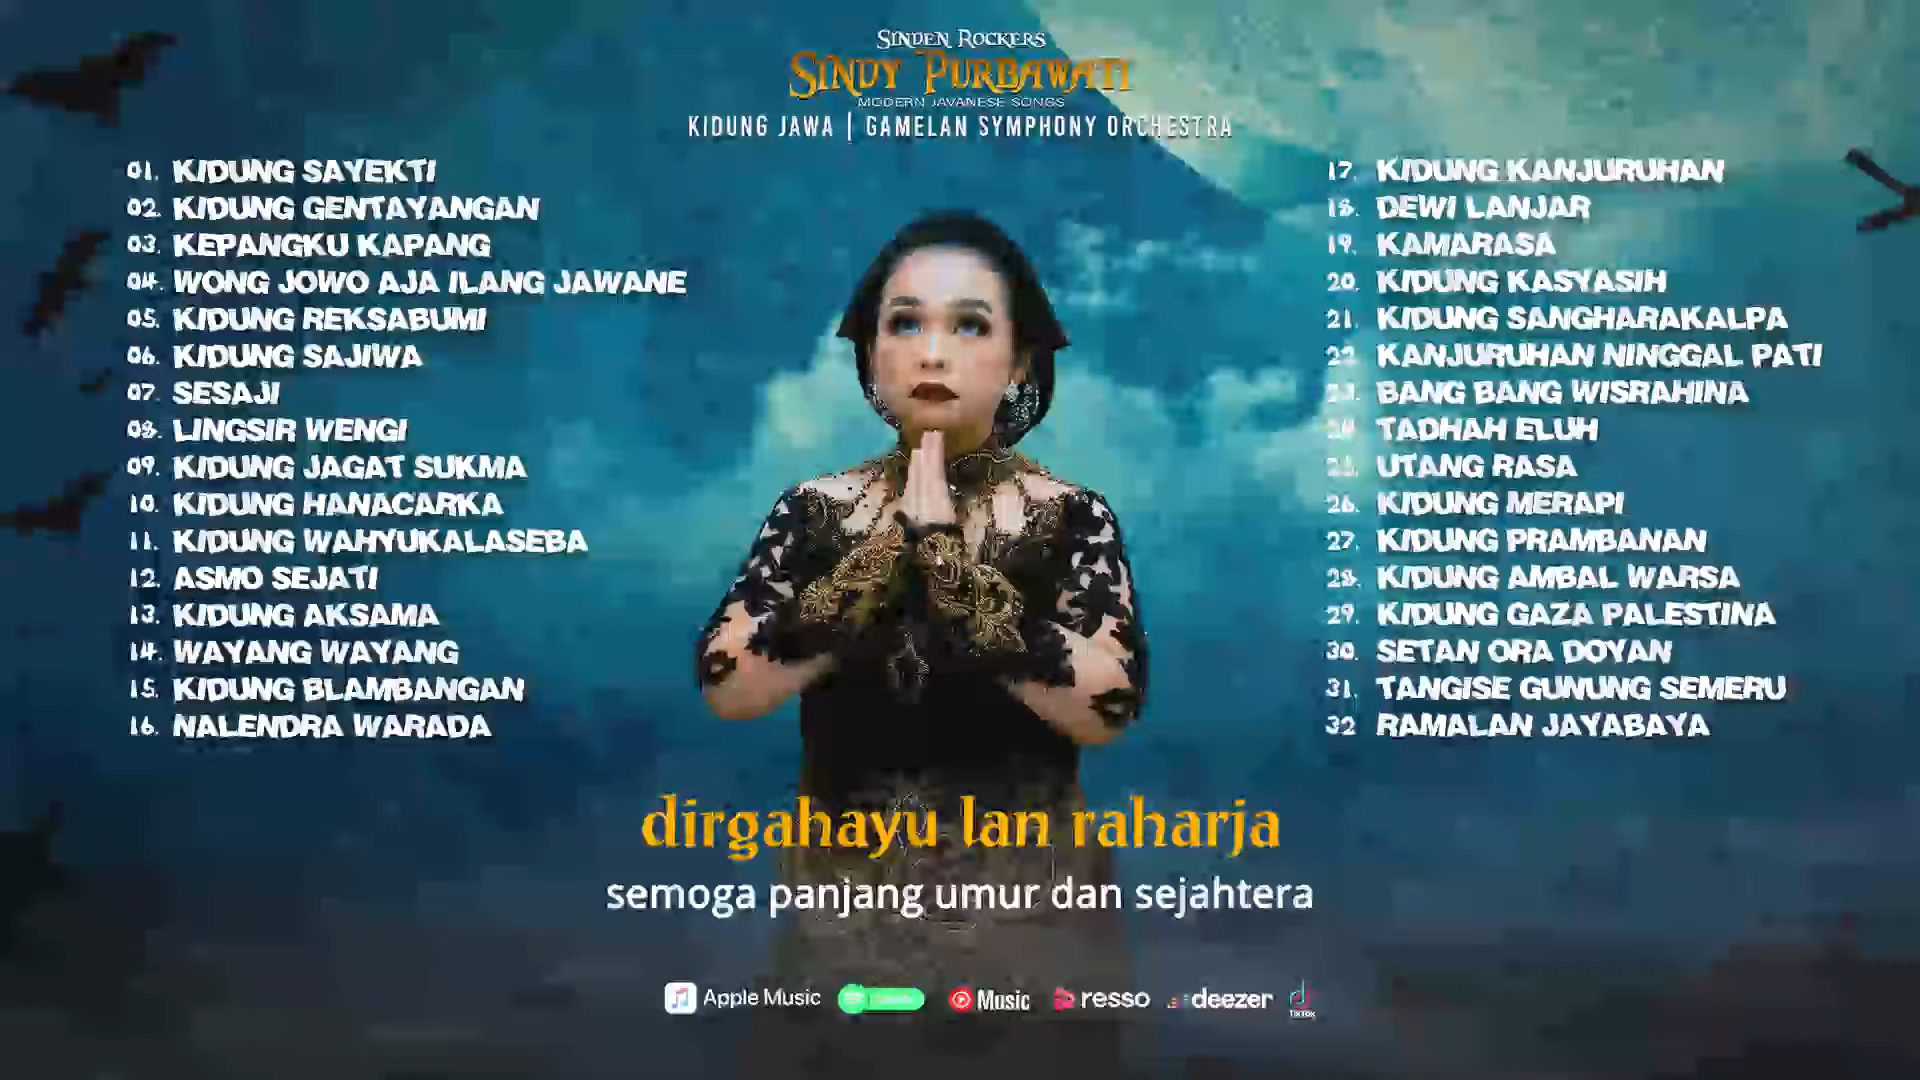 SINDEN ROCKERS
SINDY PURBAWATI
MODERN JAVANESE SONGS
KIDUNG JAWA | GAMELAN SYMPHONY ORCHESTRA
01. KIDUNG SAYEKTI
02. KIDUNG GENTAYANGAN
03. KEPANGKU KAPANG
04. WONG JOWO AJA ILANG JAWANE
05. KIDUNG REKSABUMI
06. KIDUNG SAJIWA
07. SESAJI
08. LINGSIR WENGI
09. KIDUNG JAGAT SUKMA
10. KIDUNG HANACARKA
11. KIDUNG WAHYUKALASEBA
12. ASMO SEJATI
13. KIDUNG AKSAMA
14. WAYANG WAYANG
15. KIDUNG BLAMBANGAN
16. NALENDRA WARADA
17. KIDUNG KANJURUHAN
18. DEWI LANJAR
19. KAMARASA
20. KIDUNG KASYASIH
21. KIDUNG SANGHARAKALPA
22. KANJURUHAN NINGGAL PATI
23. BANG BANG WISRAHINA
24. TADHAH ELUH
25. UTANG RASA
26. KIDUNG MERAPI
27. KIDUNG PRAMBANAN
28. KIDUNG AMBAL WARSA
29. KIDUNG GAZA PALESTINA
30. SETAN ORA DOYAN
31. TANGISE GUNUNG SEMERU
32 RAMALAN JAYABAYA
dirgahayu lan raharja
semoga panjang umur dan sejahtera
Apple Music Music resso deezer TikTok